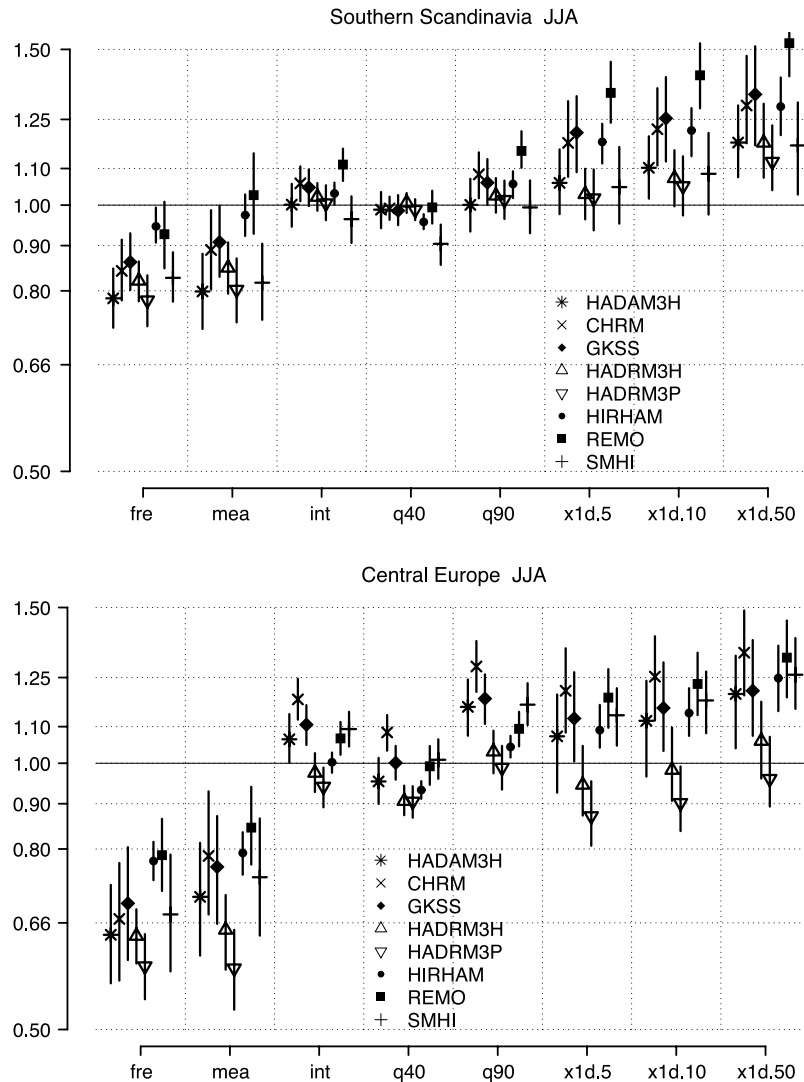 Southern Scandinavia JJA
1.50
1.25
1.10
1.00
0.90
0.80
0.66
0.50
HADAM3H
CHRM
GKSS
HADRM3H
HADRM3P
HIRHAM
REMO
SMHI
fre mea int q40 q90 x1d.5 x1d.10 x1d.50
Central Europe JJA
1.50
1.25
1.10
1.00
0.90
0.80
0.66
0.50
HADAM3H
CHRM
GKSS
HADRM3H
HADRM3P
HIRHAM
REMO
SMHI
fre mea int q40 q90 x1d.5 x1d.10 x1d.50